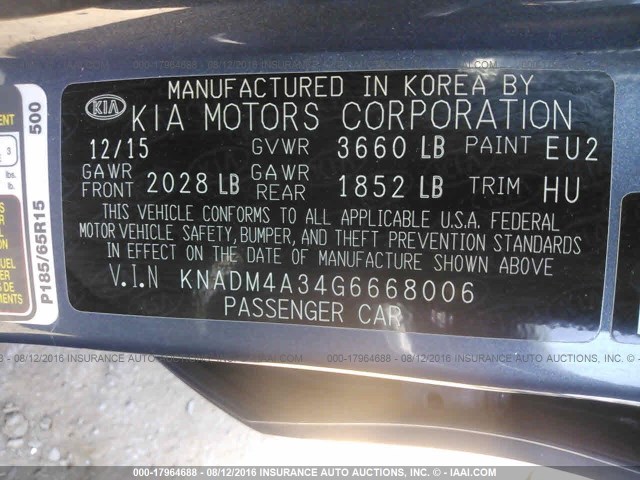 MANUFACTURED IN KOREA BY
KIA
KIA MOTORS CORPORATION
12/15 GVWR 3660 LB PAINT EU2
GAWR FRONT 2028 LB GAWR REAR 1852 LB TRIM HU
THIS VEHICLE CONFORMS TO ALL APPLICABLE U.S.A. FEDERAL
MOTOR VEHICLE SAFETY, BUMPER, AND THEFT PREVENTION STANDARDS
IN EFFECT ON THE DATE OF MANUFACTURE SHOWN ABOVE
V.I.N KNADM4A34G6668006
PASSENGER CAR
500
P185/65R15
000-17964688 - 08/12/2016 - INSURANCE AUTO AUCTIONS, INC. - © IAAI.COM